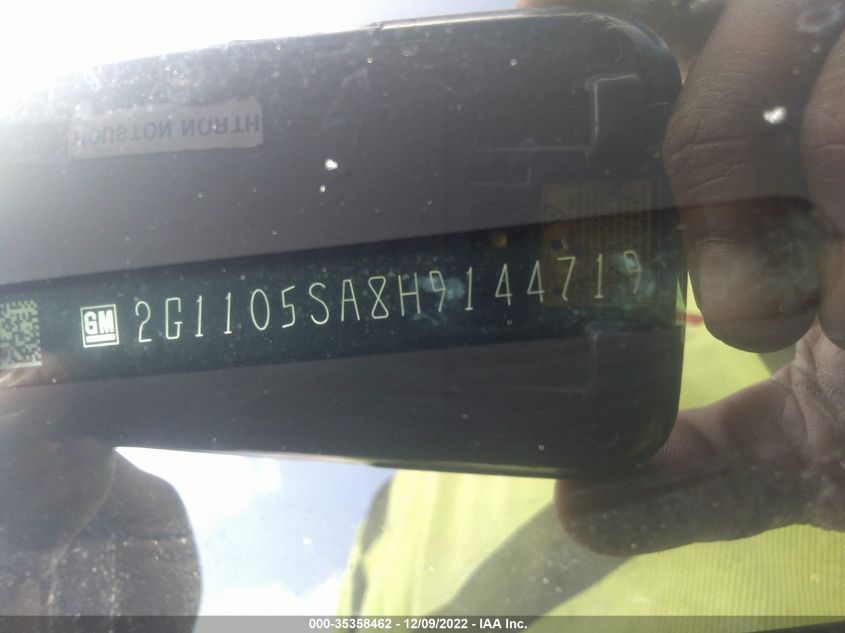 HOUSTON NORTH
GM 2G1105SA8H9144719
000-35358462 - 12/09/2022 - IAA Inc.